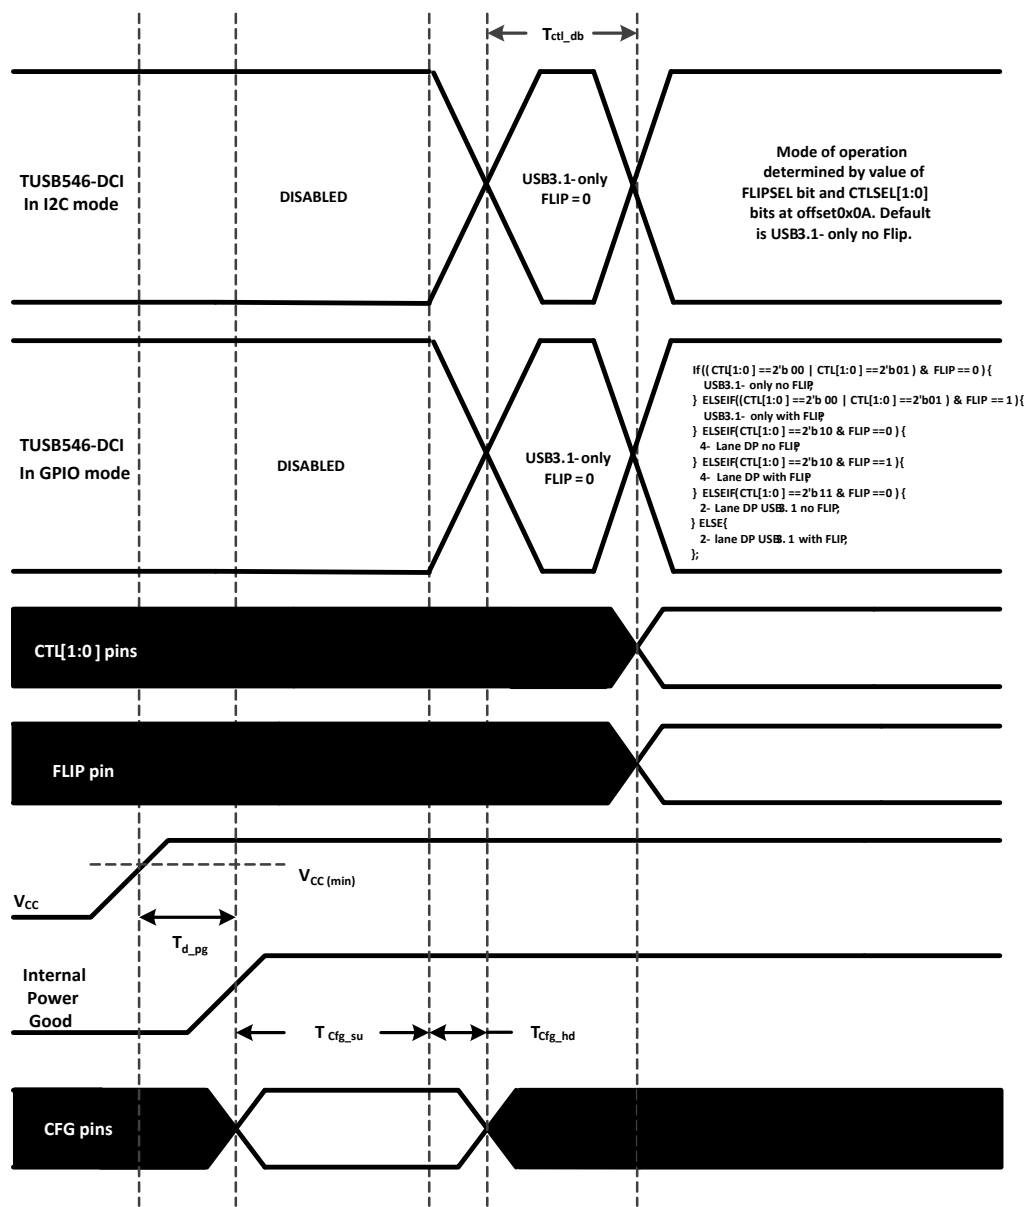 Tctl_db
TUSB546-DCI
In I2C mode
DISABLED
USB3.1- only
FLIP = 0
Mode of operation
determined by value of
FLIPSEL bit and CTLSEL[1:0]
bits at offset0x0A. Default
is USB3.1- only no Flip.
TUSB546-DCI
In GPIO mode
DISABLED
USB3.1- only
FLIP = 0
If(( CTL[1:0 ] ==2'b 00 | CTL[1:0 ] ==2'b01 ) & FLIP == 0 ) {
USB3.1- only no FLIP;
} ELSEIF((CTL[1:0 ] ==2'b 00 | CTL[1:0 ] ==2'b01 ) & FLIP == 1 ){
USB3.1- only with FLIP;
} ELSEIF(CTL[1:0 ] ==2'b 10 & FLIP ==0 ) {
4- Lane DP no FLIP;
} ELSEIF(CTL[1:0 ] ==2'b 10 & FLIP ==1 ){
4- Lane DP with FLIP;
} ELSEIF(CTL[1:0 ] ==2'b 11 & FLIP ==0 ) {
2- Lane DP USB3. 1 no FLIP;
} ELSE{
2- lane DP USB3. 1 with FLIP;
};
CTL[1:0 ] pins
FLIP pin
VCC
VCC (min)
Td_pg
Internal
Power
Good
T Cfg_su
TCfg_hd
CFG pins